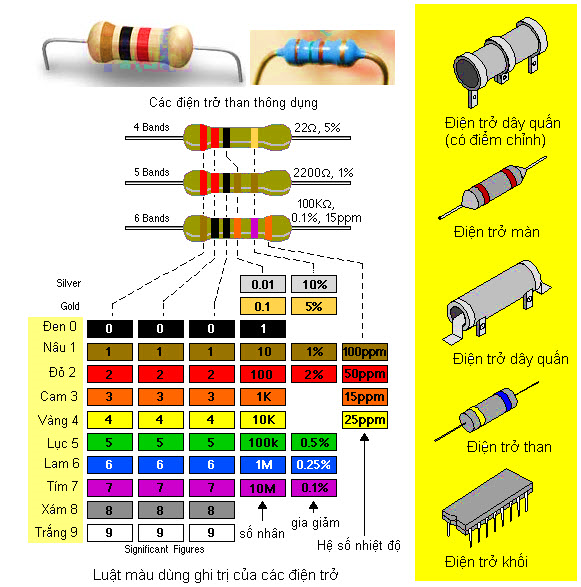 Các điện trở than thông dụng
4 Bands
22Ω, 5%
5 Bands
2200Ω, 1%
6 Bands
100KΩ,
0.1%, 15ppm
Silver 0.01 10%
Gold 0.1 5%
Đen 0 0 0 0 1
Nâu 1 1 1 1 10 1% 100ppm
Đỏ 2 2 2 2 100 2% 50ppm
Cam 3 3 3 3 1K 15ppm
Vàng 4 4 4 4 10K 25ppm
Lục 5 5 5 5 100k 0.5%
Lam 6 6 6 6 1M 0.25%
Tím 7 7 7 7 10M 0.1%
Xám 8 8 8 8
Trắng 9 9 9 9
Significant Figures
số nhân
gia giảm
Hệ số nhiệt độ
Luật màu dùng ghi trị của các điện trở
Điện trở dây quấn
(có điểm chỉnh)
Điện trở màn
Điện trở dây quấn
Điện trở than
Điện trở khối